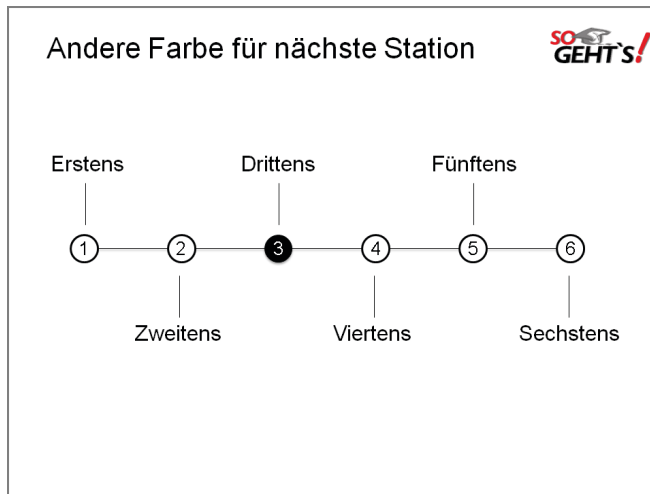 Andere Farbe für nächste Station
SO
GEHT`S!
Erstens
Drittens
Fünftens
1
2
3
4
5
6
Zweitens
Viertens
Sechstens